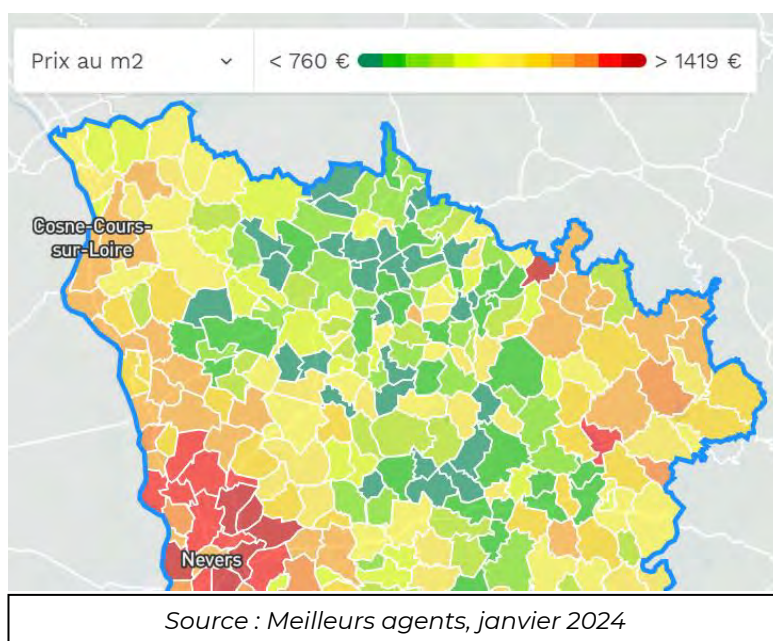 Prix au m2
< 760 €
> 1419 €
Cosne-Cours-
sur-Loire
Nevers
Source : Meilleurs agents, janvier 2024